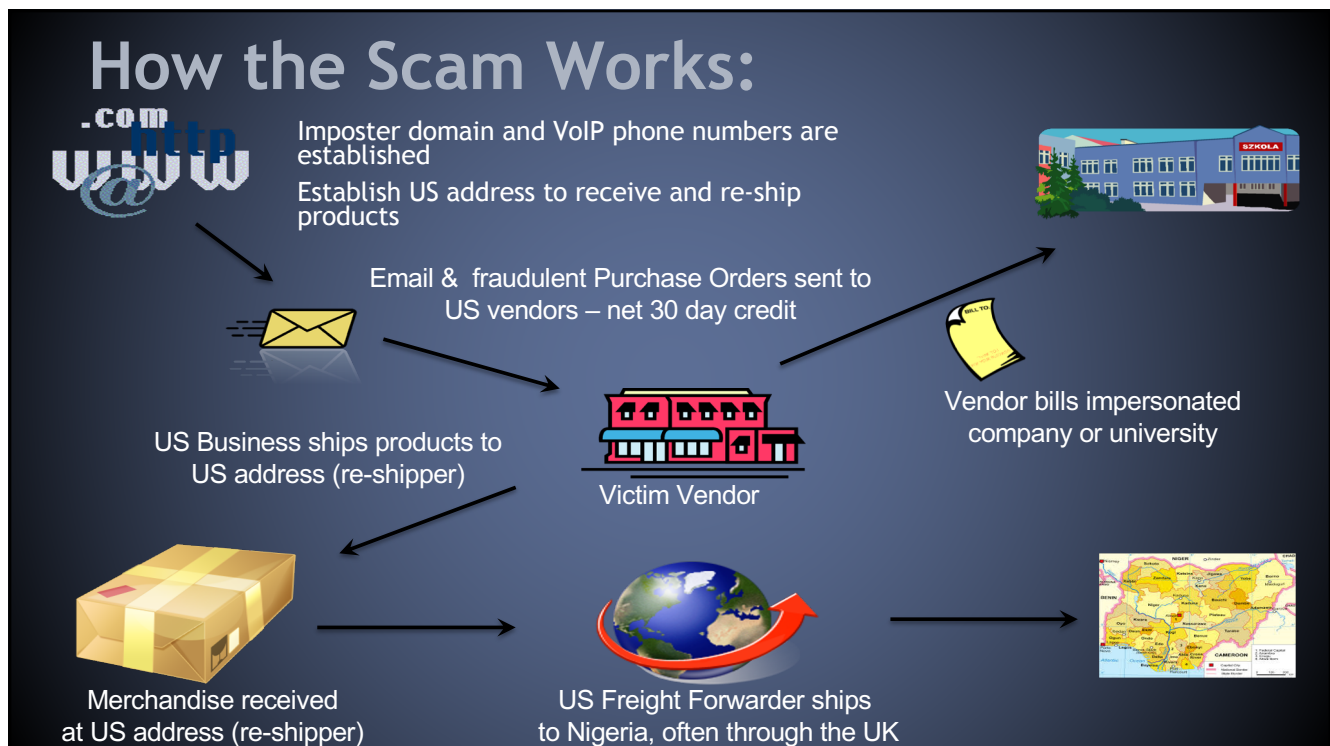 How the Scam Works:
.com
http
www
@
Imposter domain and VoIP phone numbers are
established
Establish US address to receive and re-ship
products
SZKOŁA
Email &  fraudulent Purchase Orders sent to
US vendors – net 30 day credit
BILL TO:
Vendor bills impersonated
company or university
US Business ships products to
US address (re-shipper)
Victim Vendor
Merchandise received
at US address (re-shipper)
US Freight Forwarder ships
to Nigeria, often through the UK
NIGER
BENIN
CAMEROON